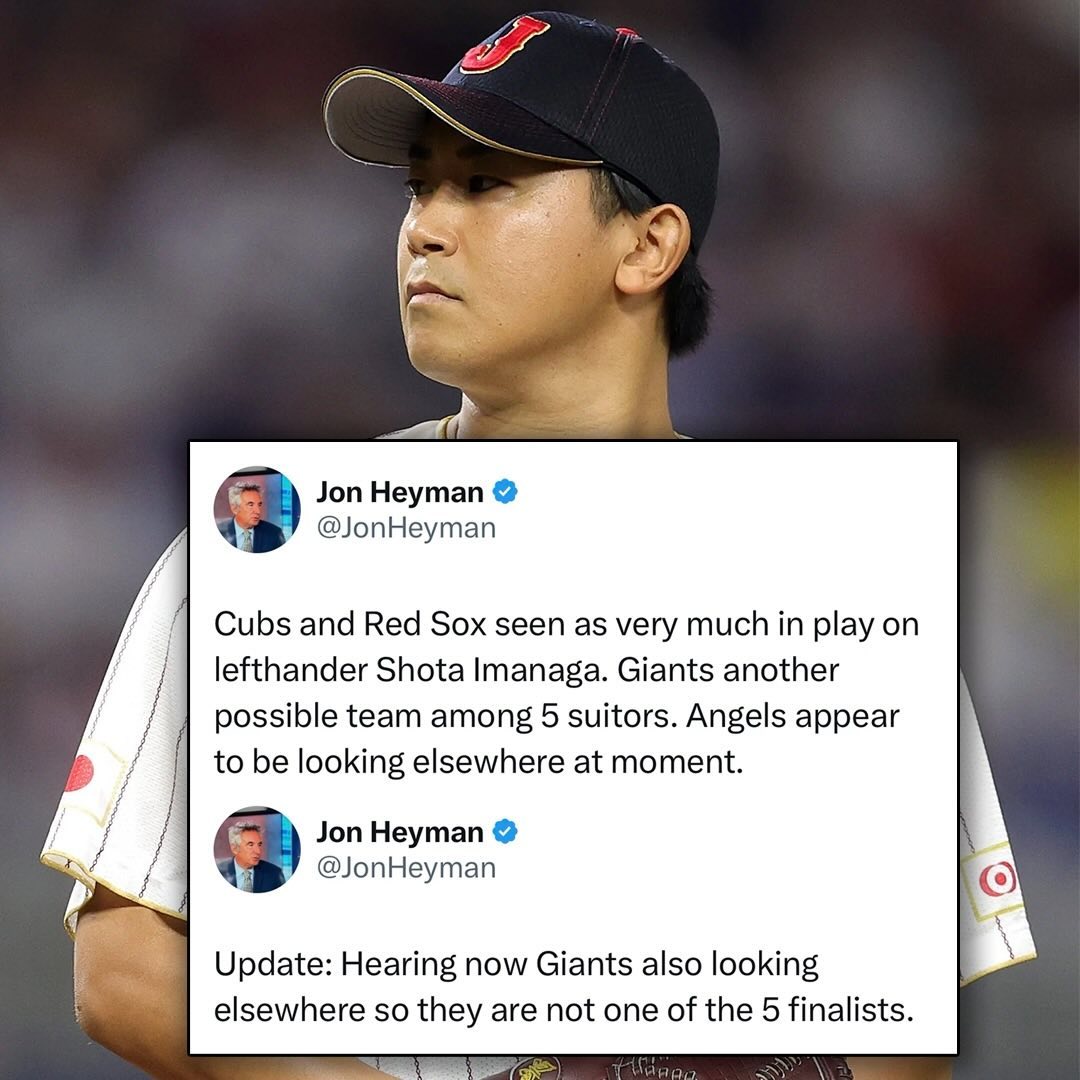 J
Jon Heyman
@JonHeyman
Cubs and Red Sox seen as very much in play on
lefthander Shota Imanaga. Giants another
possible team among 5 suitors. Angels appear
to be looking elsewhere at moment.
Jon Heyman
@JonHeyman
Update: Hearing now Giants also looking
elsewhere so they are not one of the 5 finalists.